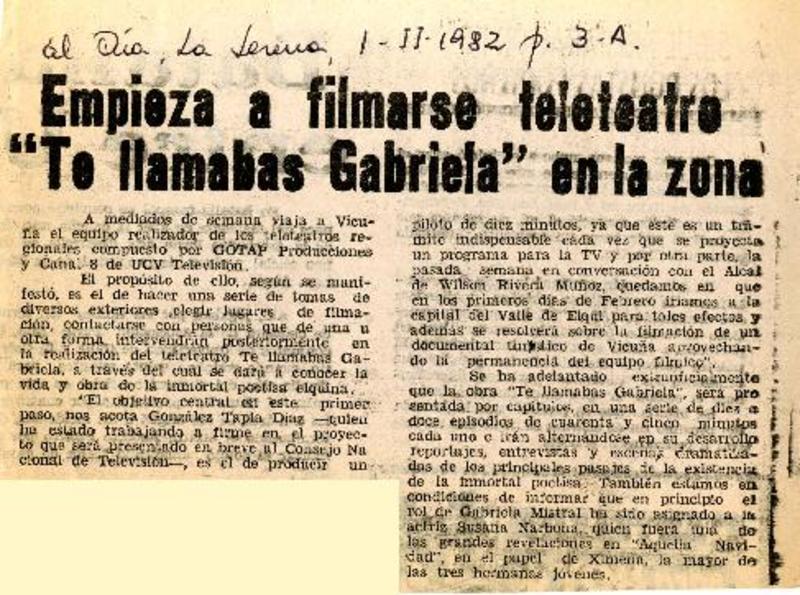 El Día, La Serena, 1-II-1982 p. 3-A.
Empieza a filmarse teleteatro
“Te llamabas Gabriela” en la zona
A mediados de semana viaja a Vicu-
ña el equipo realizador de los teleteatros re-
gionales compuesto por GOTAP Producciones
y Canal 8 de UCV Televisión.
El propósito de ello, según se mani-
festó, es el de hacer una serie de tomas de
diversos exteriores elegir lugares de filma-
ción, contactarse con personas que de una u
otra forma intervendrán posteriormente en
la realización del teleteatro Te llamabas Ga-
briela, a través del cual se dará a conocer la
vida y obra de la inmortal poetisa elquina.
"El objetivo central en este primer
paso, nos acota González Tapia Díaz —quien
ha estado trabajando a firme en el proyec-
to que será presentado en breve al Consejo Na
cional de Televisión—, es el de producir un
piloto de diez minutos, ya que éste es un trá-
mite indispensable cada vez que se proyecta
un programa para la TV y por otra parte, la
pasada semana en conversación con el Alcal
de Wilson Rivera Muñoz, quedamos en que
en los primeros días de Febrero iríamos a la
capital del Valle de Elqui para tales efectos y
además se resolverá sobre la filmación de un
documental turístico de Vicuña aprovechan-
do la permanencia del equipo fílmico".
Se ha adelantado extraoficialmente
que la obra "Te llamabas Gabriela", será pre
sentada por capítulos, en una serie de diez a
doce episodios de cuarenta y cinco minutos
cada uno e irán alternándose en su desarrollo
reportajes, entrevistas y escenas dramatiza-
das de los principales pasajes de la existencia
de la inmortal poetisa. También estamos en
condiciones de informar que en principio el
rol de Gabriela Mistral ha sido asignado a la
actriz Susana Narbona, quien fuera una de
las grandes revelaciones en "Aquella Navi-
dad", en el papel de Ximena, la mayor de
las tres hermanas jóvenes.